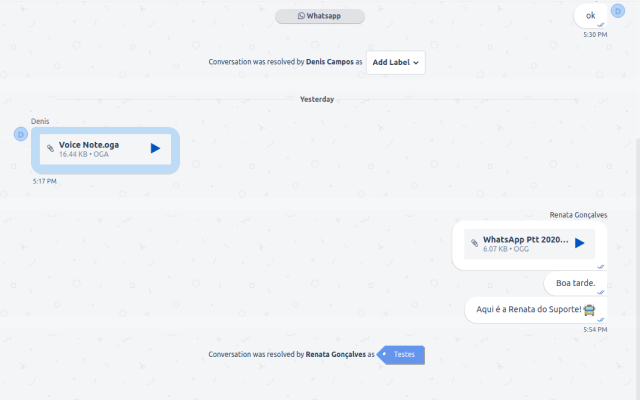 Whatsapp
ok
D
5:30 PM
Conversation was resolved by Denis Campos as Add Label
Yesterday
Denis
D
Voice Note.oga
16.44 KB • OGA
5:17 PM
Renata Gonçalves
WhatsApp Ptt 2020...
6.07 KB • OGG
Boa tarde.
Aqui é a Renata do Suporte!
5:54 PM
Conversation was resolved by Renata Gonçalves as Testes